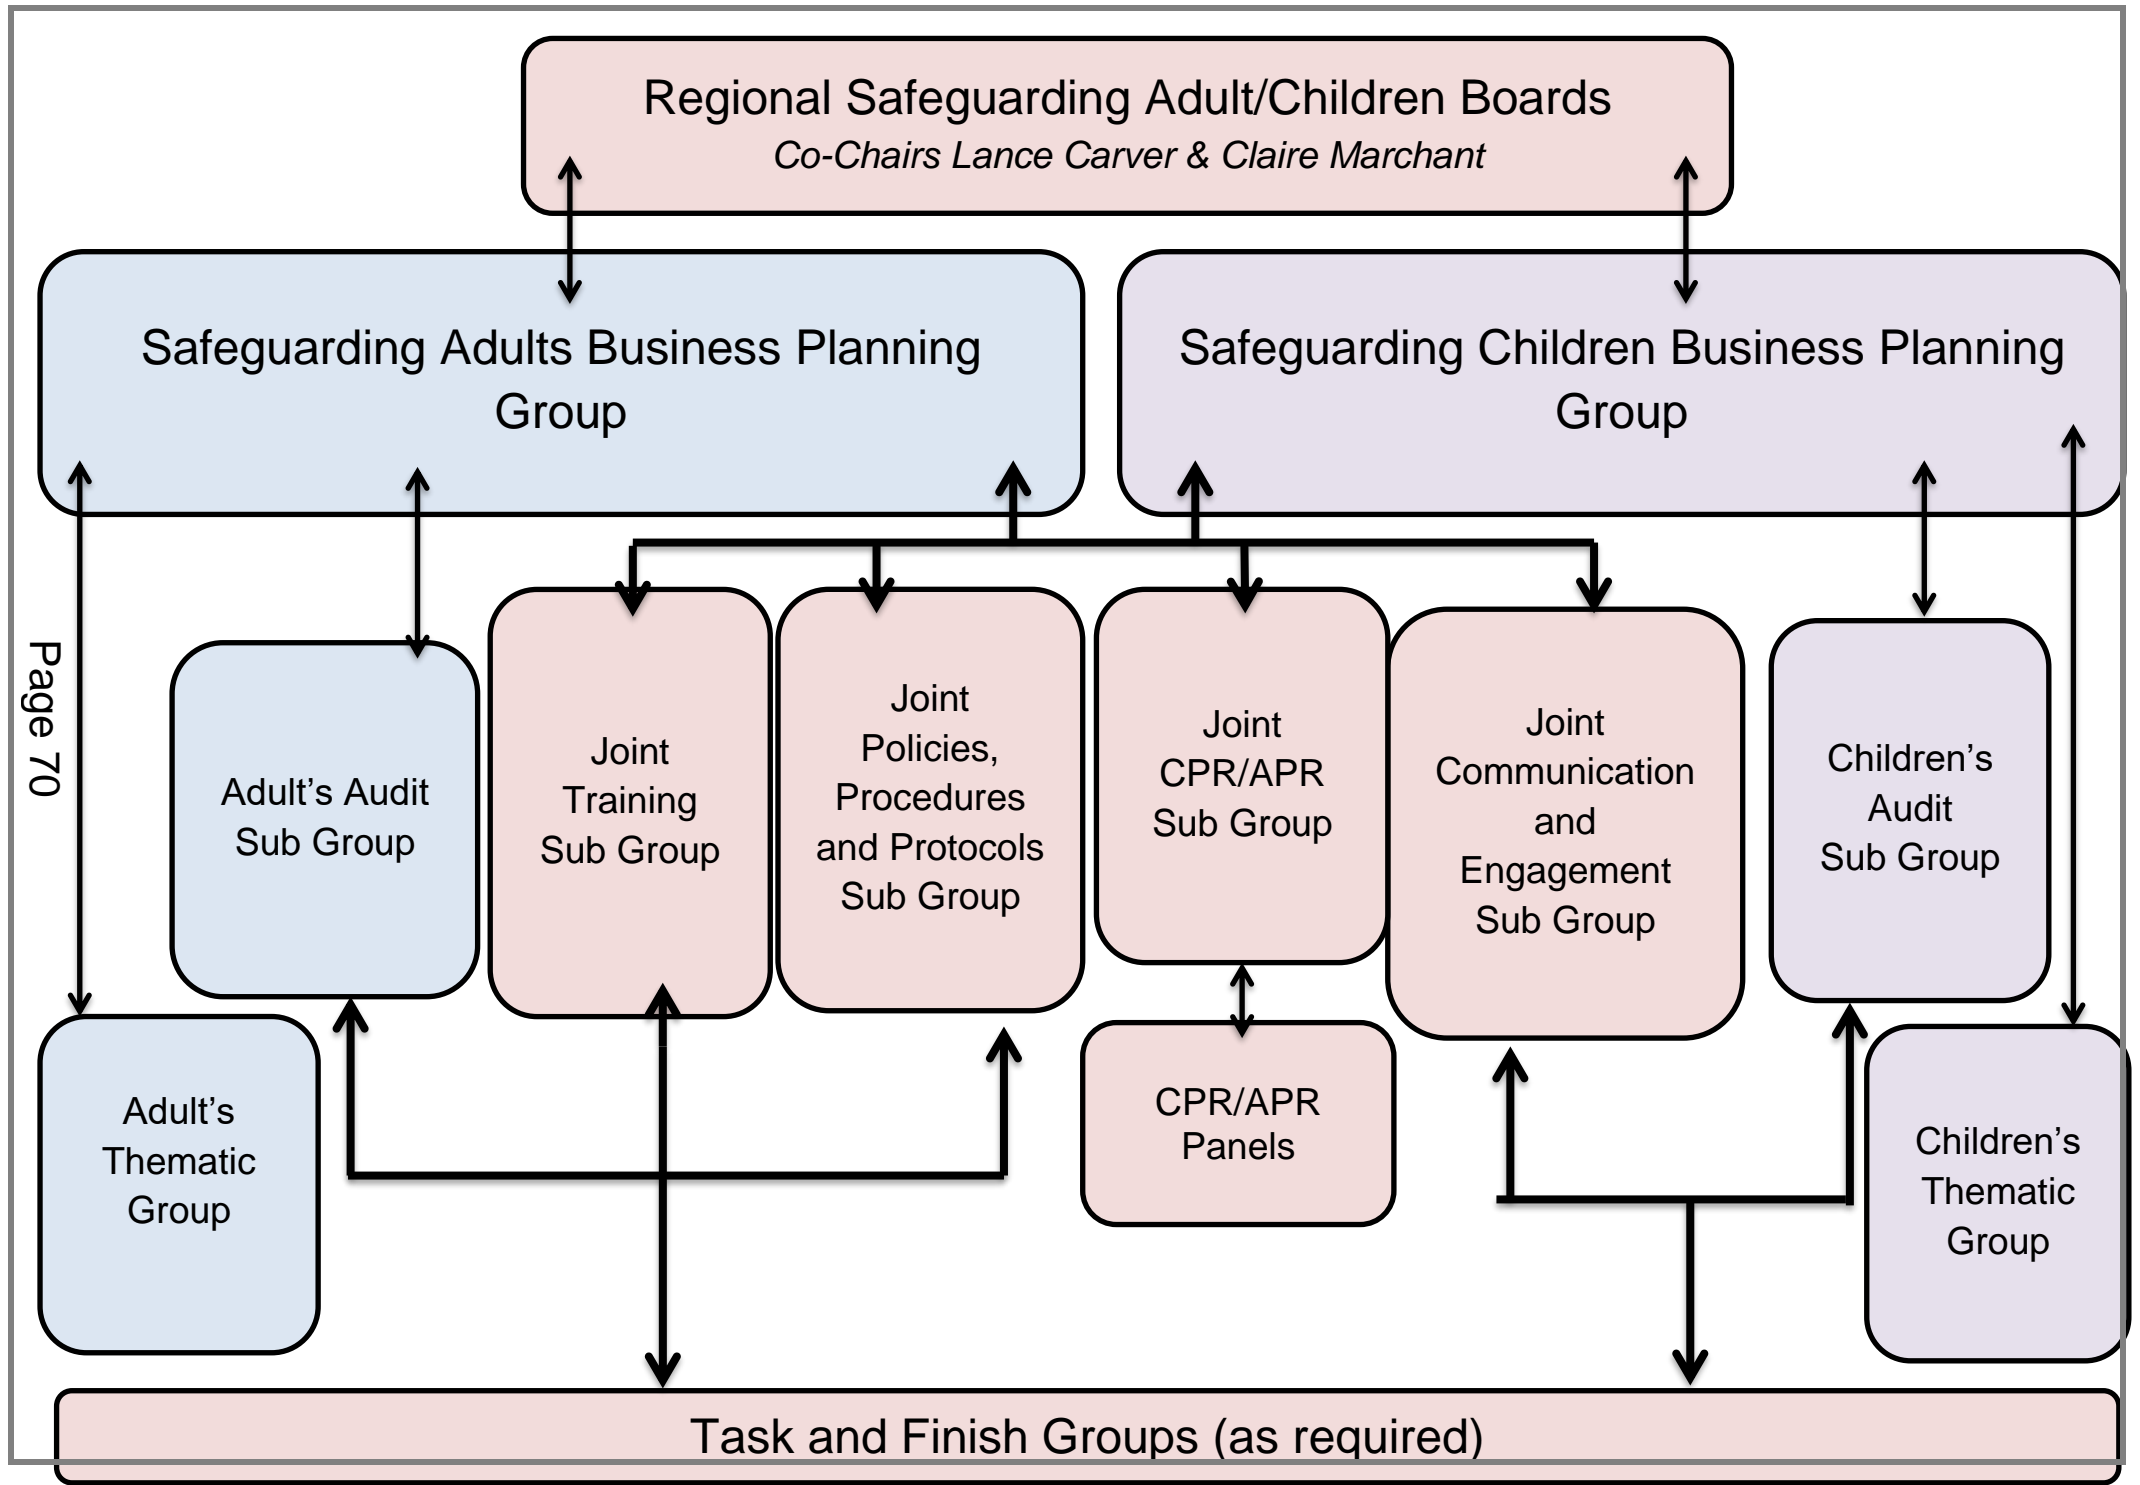 Regional Safeguarding Adult/Children Boards
Co-Chairs Lance Carver & Claire Marchant
Safeguarding Adults Business Planning
Group
Safeguarding Children Business Planning
Group
Page 70
Adult’s Audit
Sub Group
Joint
Training
Sub Group
Joint
Policies,
Procedures
and Protocols
Sub Group
Joint
CPR/APR
Sub Group
Joint
Communication
and
Engagement
Sub Group
Children’s
Audit
Sub Group
Adult’s
Thematic
Group
CPR/APR
Panels
Children’s
Thematic
Group
Task and Finish Groups (as required)